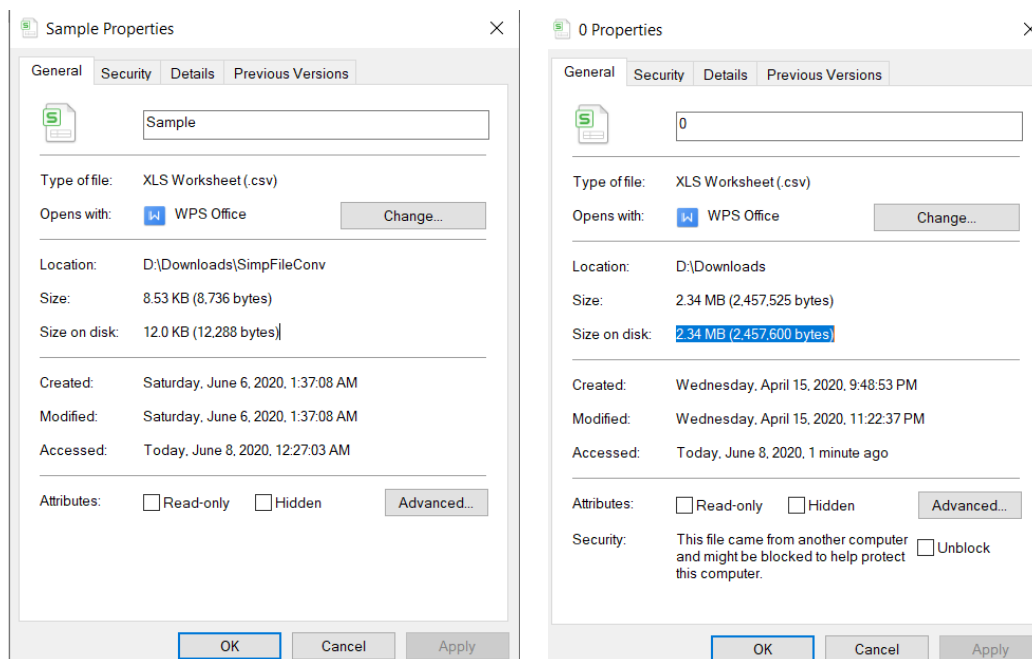 Sample Properties
General Security Details Previous Versions
Sample
Type of file: XLS Worksheet (.csv)
Opens with: WPS Office Change...
Location: D:\Downloads\SimpFileConv
Size: 8.53 KB (8,736 bytes)
Size on disk: 12.0 KB (12,288 bytes)
Created: Saturday, June 6, 2020, 1:37:08 AM
Modified: Saturday, June 6, 2020, 1:37:08 AM
Accessed: Today, June 8, 2020, 12:27:03 AM
Attributes: Read-only Hidden Advanced...
OK Cancel Apply
0 Properties
General Security Details Previous Versions
0
Type of file: XLS Worksheet (.csv)
Opens with: WPS Office Change...
Location: D:\Downloads
Size: 2.34 MB (2,457,525 bytes)
Size on disk: 2.34 MB (2,457,600 bytes)
Created: Wednesday, April 15, 2020, 9:48:53 PM
Modified: Wednesday, April 15, 2020, 11:22:37 PM
Accessed: Today, June 8, 2020, 1 minute ago
Attributes: Read-only Hidden Advanced...
Security: This file came from another computer
and might be blocked to help protect
this computer.
Unblock
OK Cancel Apply